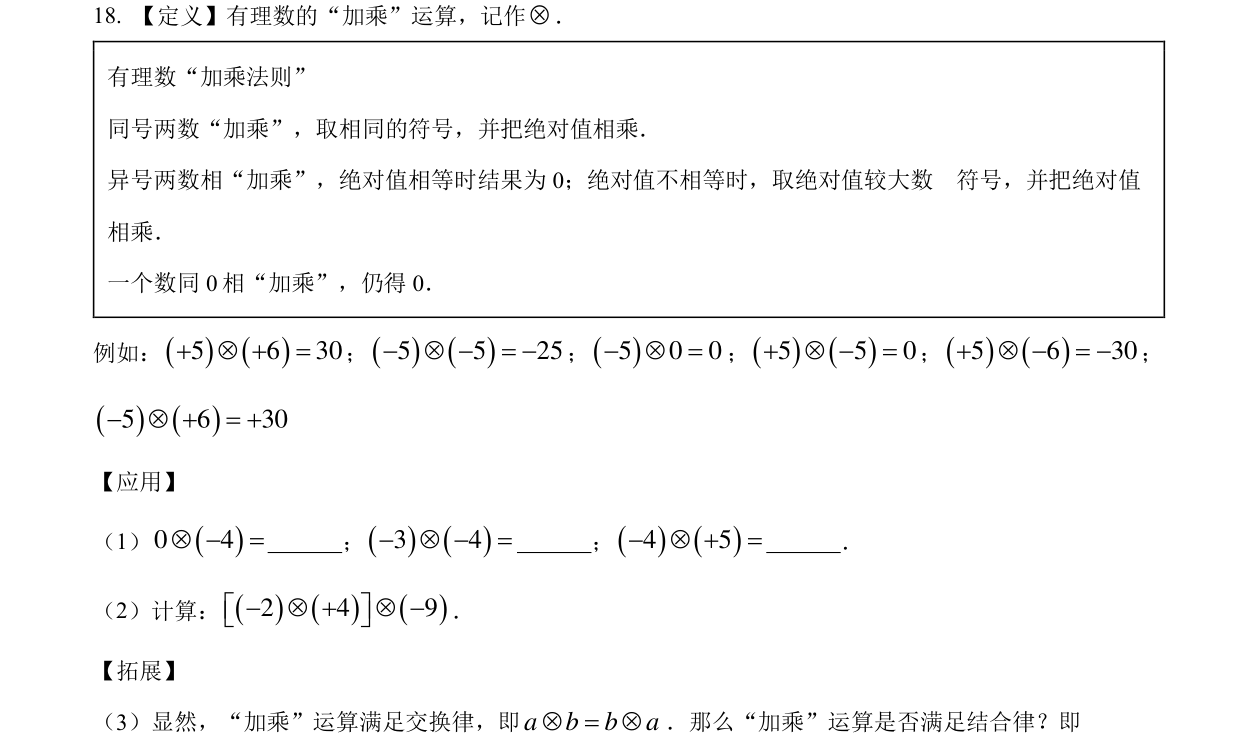 18. 【定义】有理数的“加乘”运算，记作⊗．
有理数“加乘法则”
同号两数“加乘”，取相同的符号，并把绝对值相乘．
异号两数相“加乘”，绝对值相等时结果为 0；绝对值不相等时，取绝对值较大数　符号，并把绝对值
相乘．
一个数同 0 相“加乘”，仍得 0．
例如：(+5)⊗(+6)=30；(−5)⊗(−5)=−25；(−5)⊗0=0；(+5)⊗(−5)=0；(+5)⊗(−6)=−30；
(−5)⊗(+6)=+30
【应用】
（1）0⊗(−4)=______；(−3)⊗(−4)=______；(−4)⊗(+5)=______．
（2）计算：[(−2)⊗(+4)]⊗(−9)．
【拓展】
（3）显然，“加乘”运算满足交换律，即a⊗b=b⊗a．那么“加乘”运算是否满足结合律？即